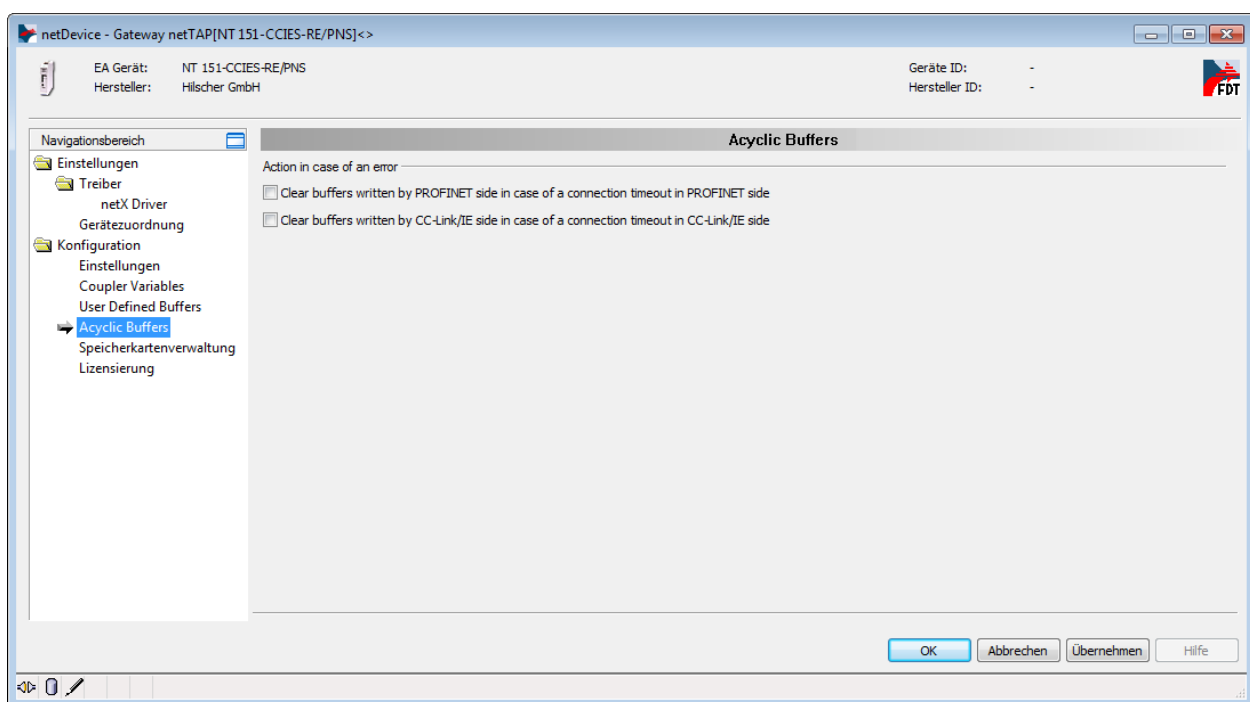 netDevice - Gateway netTAP[NT 151-CCIES-RE/PNS]<>
EA Gerät: NT 151-CCIES-RE/PNS
Hersteller: Hilscher GmbH
Geräte ID: -
Hersteller ID: -
FDT
Navigationsbereich
Einstellungen
Treiber
netX Driver
Gerätezuordnung
Konfiguration
Einstellungen
Coupler Variables
User Defined Buffers
Acyclic Buffers
Speicherkartenverwaltung
Lizensierung
Acyclic Buffers
Action in case of an error
Clear buffers written by PROFINET side in case of a connection timeout in PROFINET side
Clear buffers written by CC-Link/IE side in case of a connection timeout in CC-Link/IE side
OK Abbrechen Übernehmen Hilfe